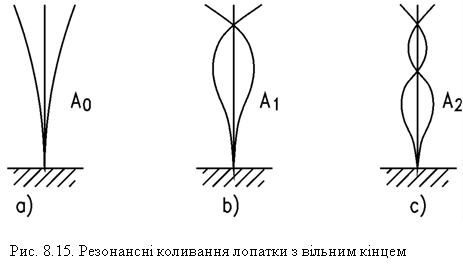 A0
A1
A2
a)
b)
c)
Рис. 8.15. Резонансні коливання лопатки з вільним кінцем